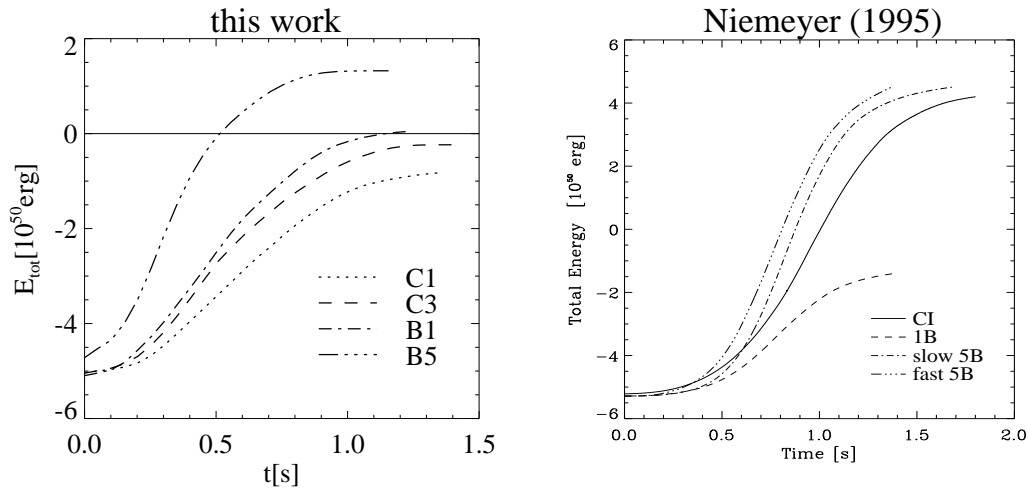 this work
2
0
-2
-4
-6
0.0
0.5
1.0
1.5
E_tot[10^50erg]
t[s]
C1
C3
B1
B5
Niemeyer (1995)
6
4
2
0
-2
-4
-6
0.0
0.5
1.0
1.5
2.0
Total Energy [10^50 erg]
Time [s]
CI
1B
slow 5B
fast 5B